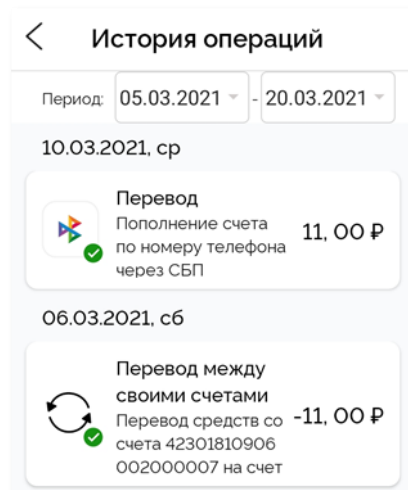 История операций
Период: 05.03.2021 - 20.03.2021
10.03.2021, ср
Перевод
Пополнение счета
по номеру телефона
через СБП
11, 00 ₽
06.03.2021, сб
Перевод между
своими счетами
Перевод средств со
счета 42301810906
002000007 на счет
-11, 00 ₽